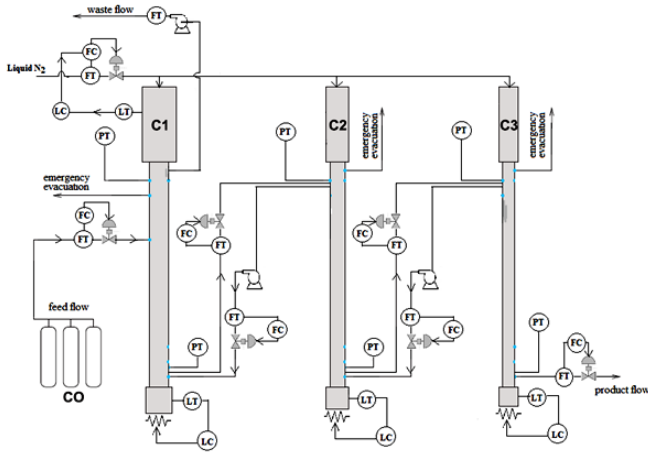 waste flow
FT
FC
Liquid N2
FT
LC
LT
C1
C2
C3
PT
PT
PT
emergency
evacuation
emergency
evacuation
emergency
evacuation
FC
FT
FC
FT
FC
FT
feed flow
FT
FC
FT
FC
PT
PT
PT
FC
FT
product flow
CO
LT
LC
LT
LC
LT
LC